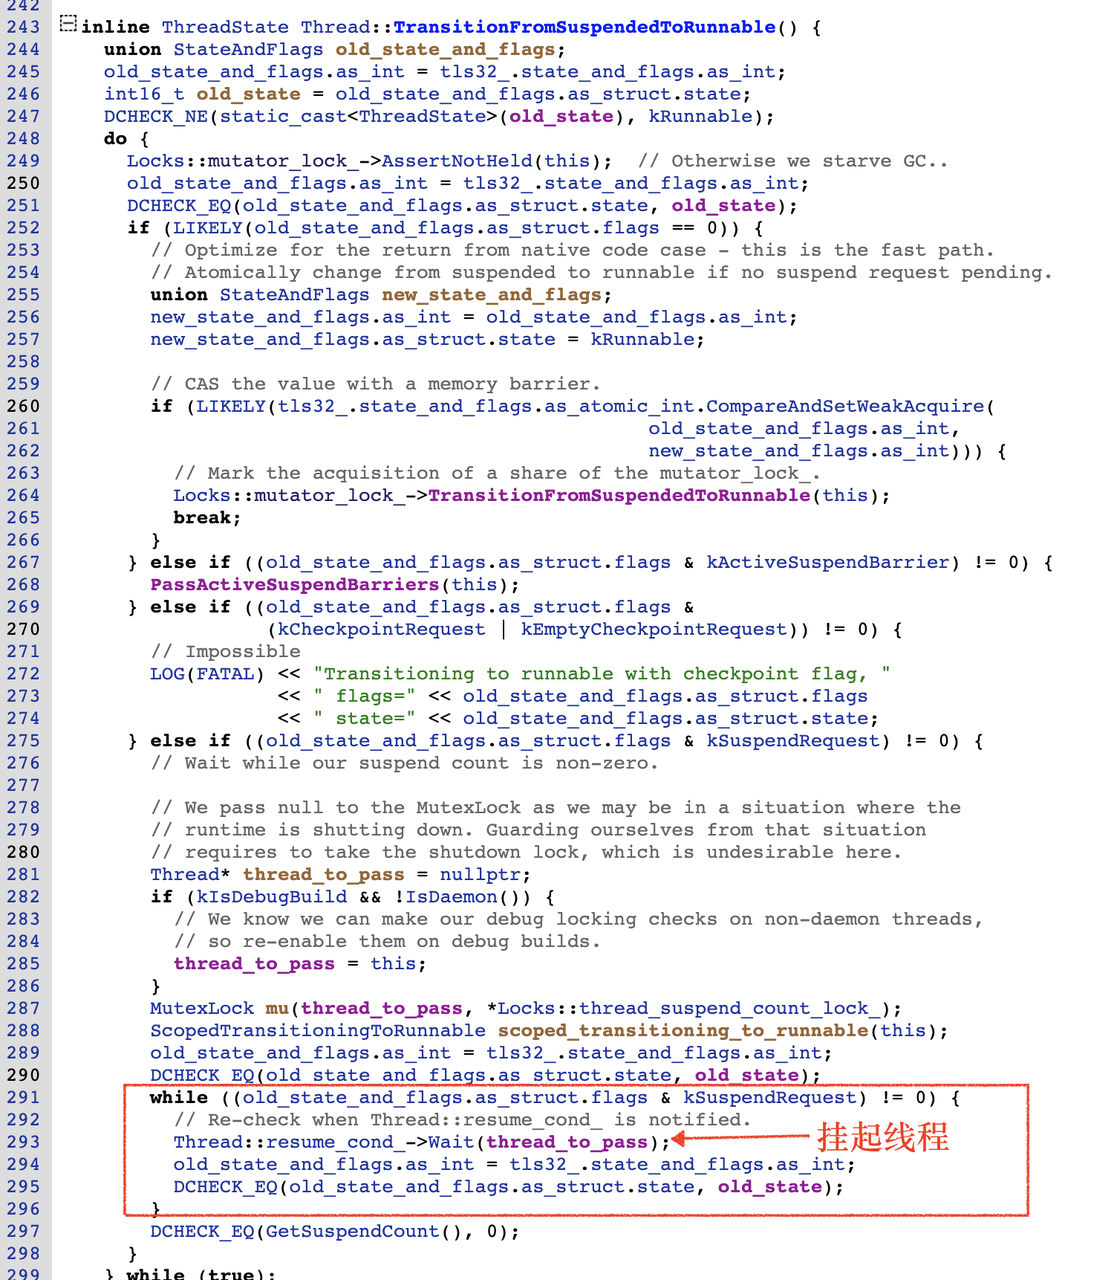 242
243 inline ThreadState Thread::TransitionFromSuspendedToRunnable() {
244 union StateAndFlags old_state_and_flags;
245 old_state_and_flags.as_int = tls32_.state_and_flags.as_int;
246 int16_t old_state = old_state_and_flags.as_struct.state;
247 DCHECK_NE(static_cast<ThreadState>(old_state), kRunnable);
248 do {
249 Locks::mutator_lock_->AssertNotHeld(this);  // Otherwise we starve GC..
250 old_state_and_flags.as_int = tls32_.state_and_flags.as_int;
251 DCHECK_EQ(old_state_and_flags.as_struct.state, old_state);
252 if (LIKELY(old_state_and_flags.as_struct.flags == 0)) {
253 // Optimize for the return from native code case - this is the fast path.
254 // Atomically change from suspended to runnable if no suspend request pending.
255 union StateAndFlags new_state_and_flags;
256 new_state_and_flags.as_int = old_state_and_flags.as_int;
257 new_state_and_flags.as_struct.state = kRunnable;
258
259 // CAS the value with a memory barrier.
260 if (LIKELY(tls32_.state_and_flags.as_atomic_int.CompareAndSetWeakAcquire(
261 old_state_and_flags.as_int,
262 new_state_and_flags.as_int))) {
263 // Mark the acquisition of a share of the mutator_lock_.
264 Locks::mutator_lock_->TransitionFromSuspendedToRunnable(this);
265 break;
266 }
267 } else if ((old_state_and_flags.as_struct.flags & kActiveSuspendBarrier) != 0) {
268 PassActiveSuspendBarriers(this);
269 } else if ((old_state_and_flags.as_struct.flags &
270 (kCheckpointRequest | kEmptyCheckpointRequest)) != 0) {
271 // Impossible
272 LOG(FATAL) << "Transitioning to runnable with checkpoint flag, "
273 << " flags=" << old_state_and_flags.as_struct.flags
274 << " state=" << old_state_and_flags.as_struct.state;
275 } else if ((old_state_and_flags.as_struct.flags & kSuspendRequest) != 0) {
276 // Wait while our suspend count is non-zero.
277
278 // We pass null to the MutexLock as we may be in a situation where the
279 // runtime is shutting down. Guarding ourselves from that situation
280 // requires to take the shutdown lock, which is undesirable here.
281 Thread* thread_to_pass = nullptr;
282 if (kIsDebugBuild && !IsDaemon()) {
283 // We know we can make our debug locking checks on non-daemon threads,
284 // so re-enable them on debug builds.
285 thread_to_pass = this;
286 }
287 MutexLock mu(thread_to_pass, *Locks::thread_suspend_count_lock_);
288 ScopedTransitioningToRunnable scoped_transitioning_to_runnable(this);
289 old_state_and_flags.as_int = tls32_.state_and_flags.as_int;
290 DCHECK_EQ(old_state_and_flags.as_struct.state, old_state);
291 while ((old_state_and_flags.as_struct.flags & kSuspendRequest) != 0) {
292 // Re-check when Thread::resume_cond_ is notified.
293 Thread::resume_cond_->Wait(thread_to_pass); 挂起线程
294 old_state_and_flags.as_int = tls32_.state_and_flags.as_int;
295 DCHECK_EQ(old_state_and_flags.as_struct.state, old_state);
296 }
297 DCHECK_EQ(GetSuspendCount(), 0);
298 }
299 } while (true);